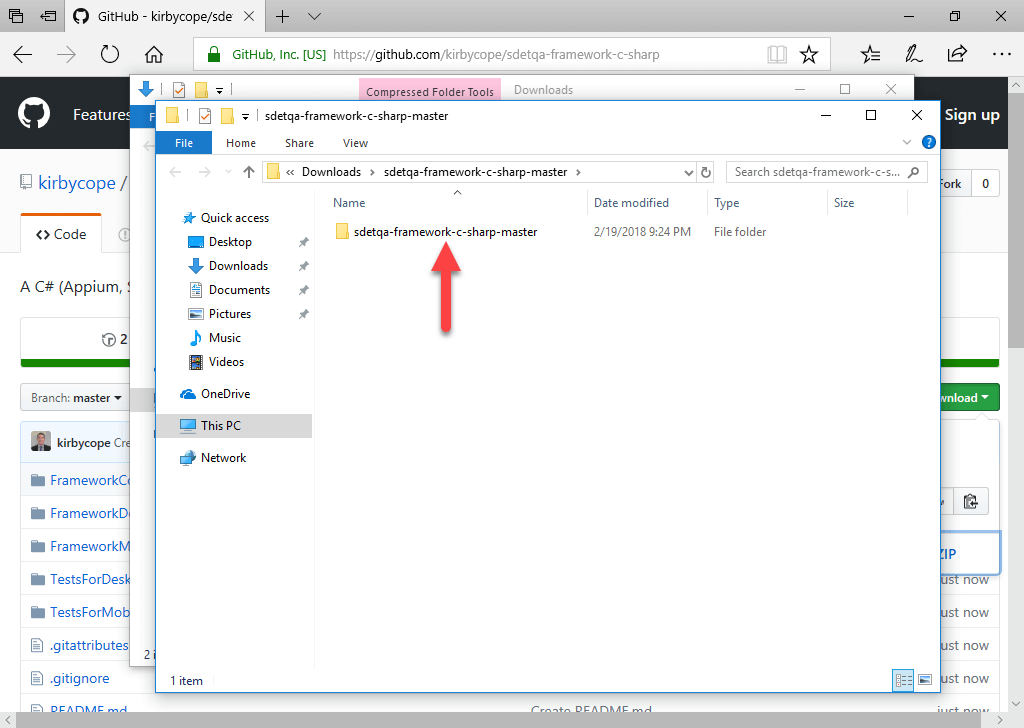 GitHub - kirbycope/sde
GitHub, Inc. [US] https://github.com/kirbycope/sdetqa-framework-c-sharp
Compressed Folder Tools Downloads
Features
Sign up
sdetqa-framework-c-sharp-master
File Home Share View
« Downloads › sdetqa-framework-c-sharp-master ›
Search sdetqa-framework-c-s...
kirbycope /
Fork 0
Name Date modified Type Size
<> Code
sdetqa-framework-c-sharp-master 2/19/2018 9:24 PM File folder
Quick access
Desktop
Downloads
Documents
Pictures
Music
Videos
OneDrive
This PC
Network
A C# (Appium, S
2
Branch: master
wnload
kirbycope Cre
FrameworkCo
FrameworkDe
FrameworkM
ZIP
TestsForDesk
just now
TestsForMob
just now
.gitattributes
just now
2 i
.gitignore
just now
1 item
README.md Create README.md just now